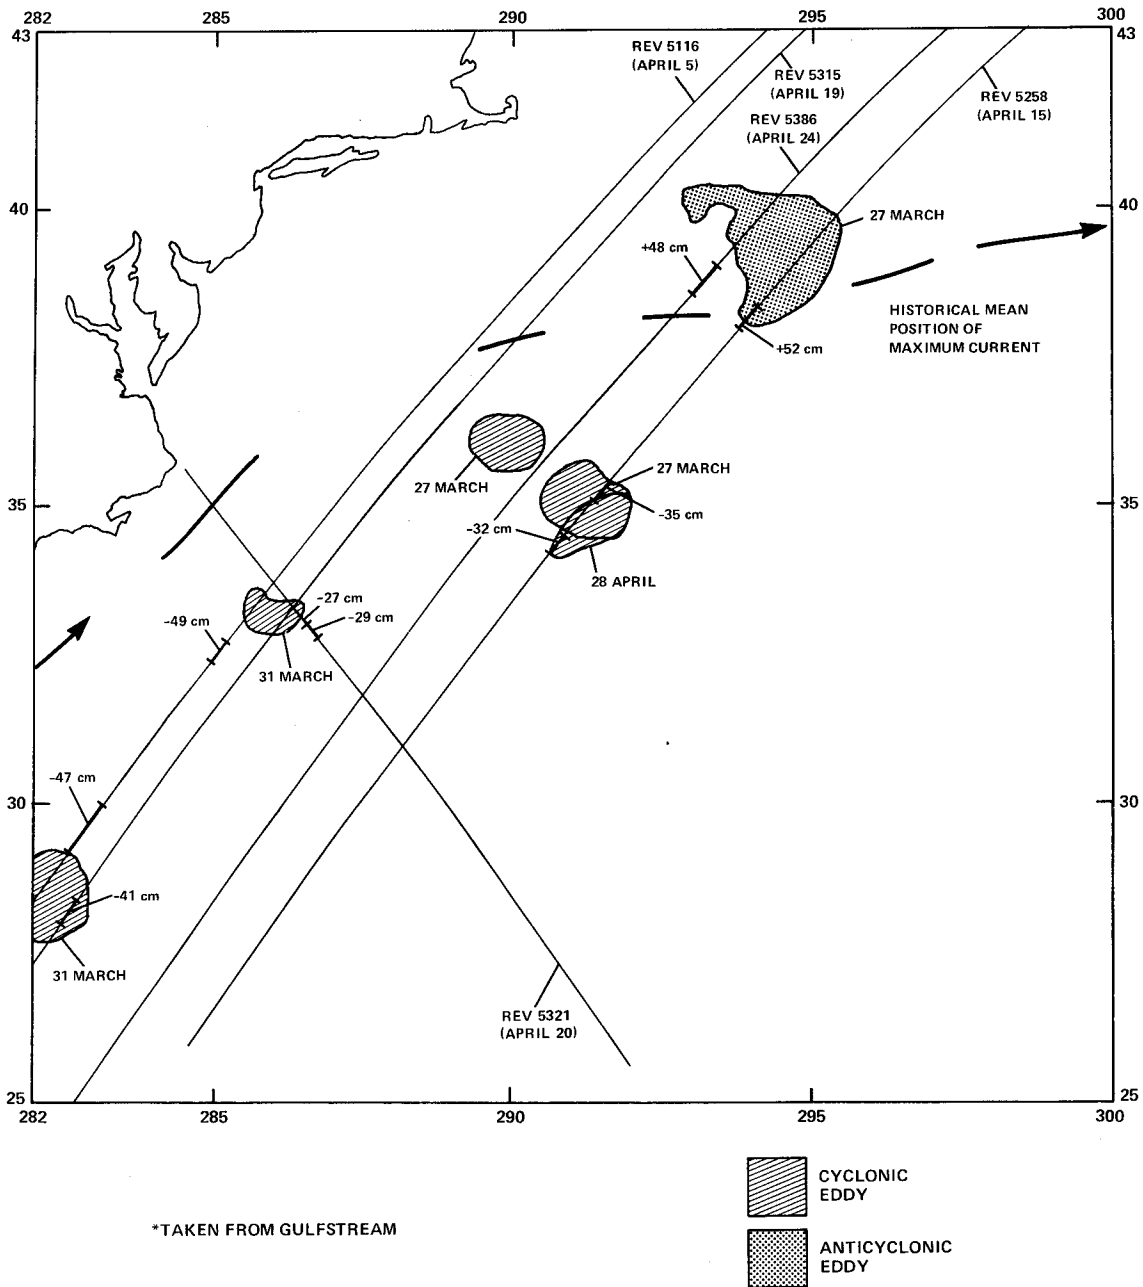 282 285 290 295 300
43 43
REV 5116
(APRIL 5)
REV 5315
(APRIL 19)
REV 5386
(APRIL 24)
REV 5258
(APRIL 15)
40 40
27 MARCH
+48 cm
HISTORICAL MEAN
POSITION OF
MAXIMUM CURRENT
+52 cm
27 MARCH
27 MARCH
35 35
-35 cm
-32 cm
28 APRIL
-27 cm
-29 cm
-49 cm
31 MARCH
-47 cm
30 30
-41 cm
31 MARCH
REV 5321
(APRIL 20)
25 25
282 285 290 295 300
CYCLONIC
EDDY
*TAKEN FROM GULFSTREAM
ANTICYCLONIC
EDDY